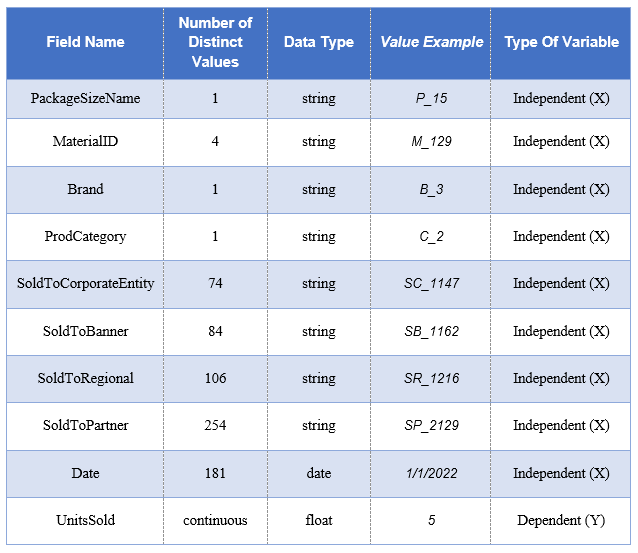 Field Name Number of Distinct Values Data Type Value Example Type Of Variable
PackageSizeName 1 string P_15 Independent (X)
MaterialID 4 string M_129 Independent (X)
Brand 1 string B_3 Independent (X)
ProdCategory 1 string C_2 Independent (X)
SoldToCorporateEntity 74 string SC_1147 Independent (X)
SoldToBanner 84 string SB_1162 Independent (X)
SoldToRegional 106 string SR_1216 Independent (X)
SoldToPartner 254 string SP_2129 Independent (X)
Date 181 date 1/1/2022 Independent (X)
UnitsSold continuous float 5 Dependent (Y)